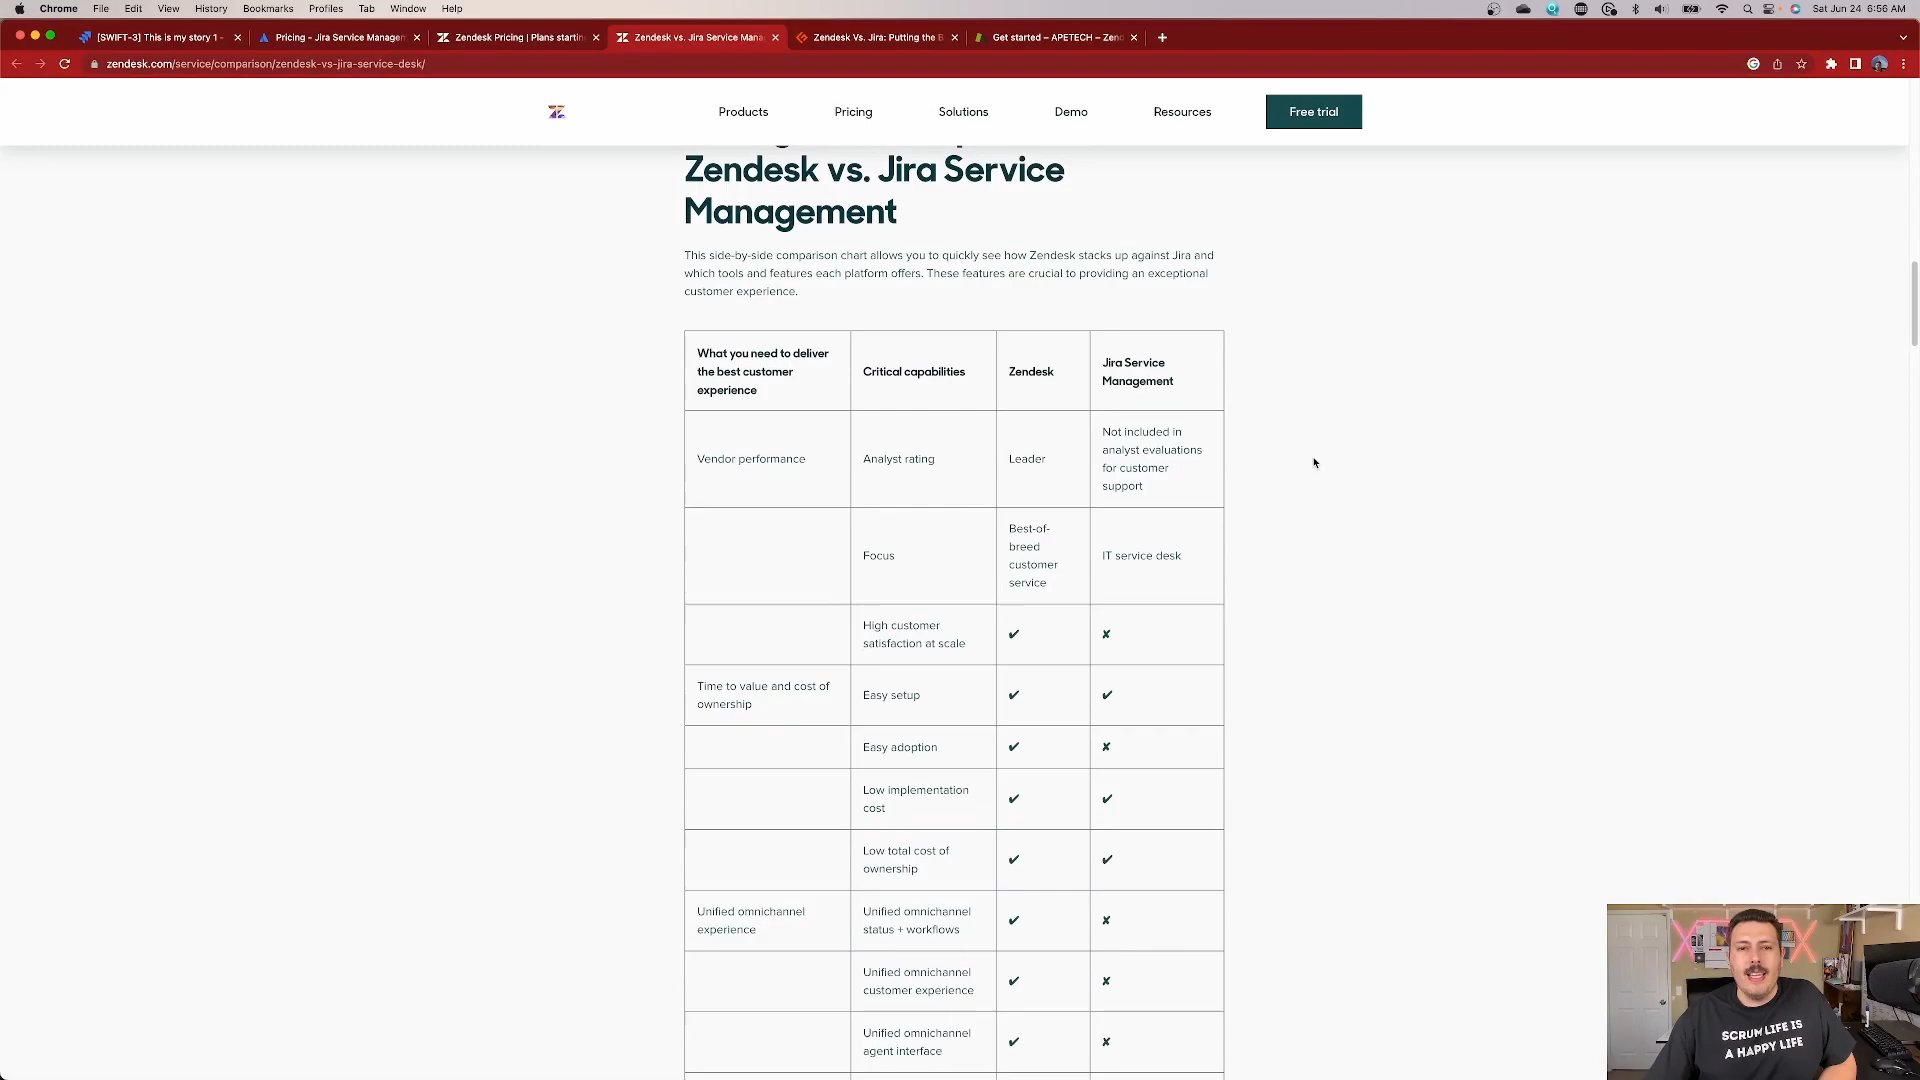 Chrome File Edit View History Bookmarks Profiles Tab Window Help
Sat Jun 24 6:56 AM
[SWIFT-3] This is my story 1 -
Pricing - Jira Service Managem
Zendesk Pricing | Plans startin
Zendesk vs. Jira Service Mana
Zendesk Vs. Jira: Putting the B
Get started – APETECH – Zend
zendesk.com/service/comparison/zendesk-vs-jira-service-desk/
Products
Pricing
Solutions
Demo
Resources
Free trial
Zendesk vs. Jira Service
Management
This side-by-side comparison chart allows you to quickly see how Zendesk stacks up against Jira and
which tools and features each platform offers. These features are crucial to providing an exceptional
customer experience.
What you need to deliver
the best customer
experience
Critical capabilities
Zendesk
Jira Service
Management
Vendor performance
Analyst rating
Leader
Not included in
analyst evaluations
for customer
support
Focus
Best-of-
breed
customer
service
IT service desk
High customer
satisfaction at scale
✔
✘
Time to value and cost of
ownership
Easy setup
✔
✔
Easy adoption
✔
✘
Low implementation
cost
✔
✔
Low total cost of
ownership
✔
✔
Unified omnichannel
experience
Unified omnichannel
status + workflows
✔
✘
Unified omnichannel
customer experience
✔
✘
Unified omnichannel
agent interface
✔
✘
SCRUM LIFE IS
A HAPPY LIFE